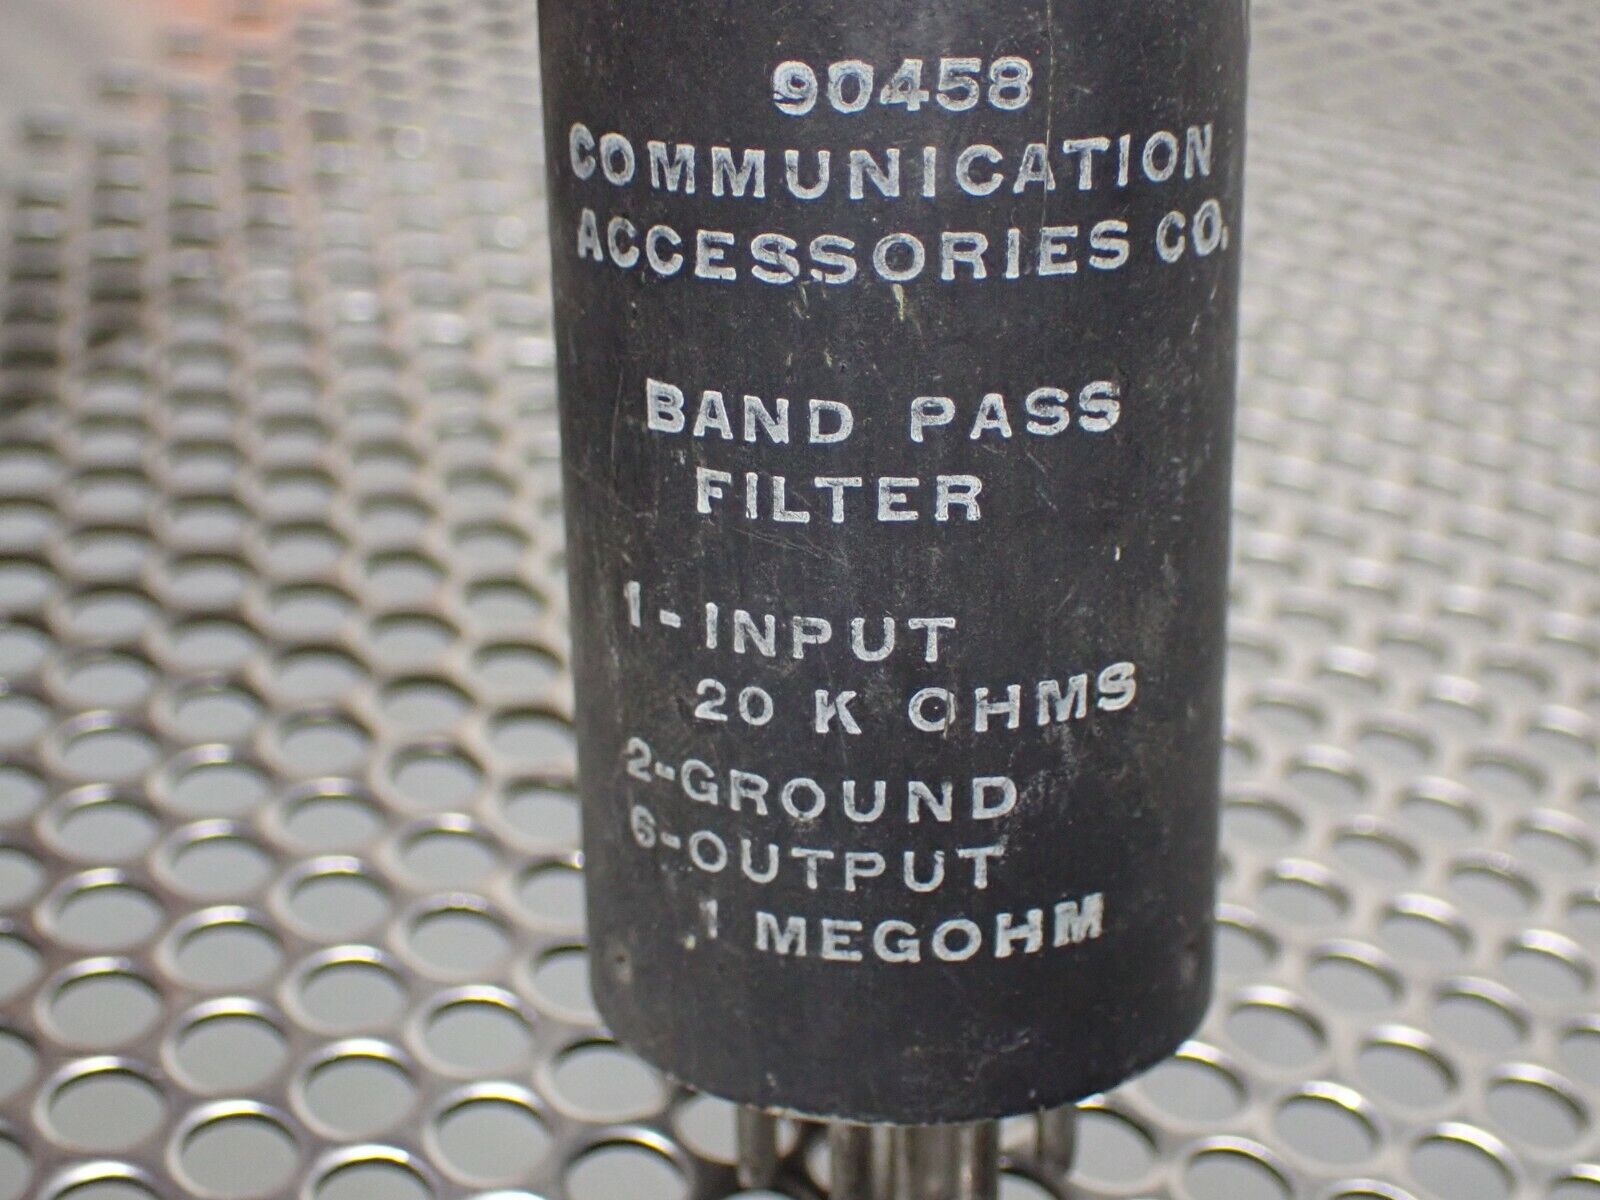 90458
COMMUNICATION
ACCESSORIES CO.
BAND PASS
FILTER
1-INPUT
20 K OHMS
2-GROUND
6-OUTPUT
.1 MEGOHM